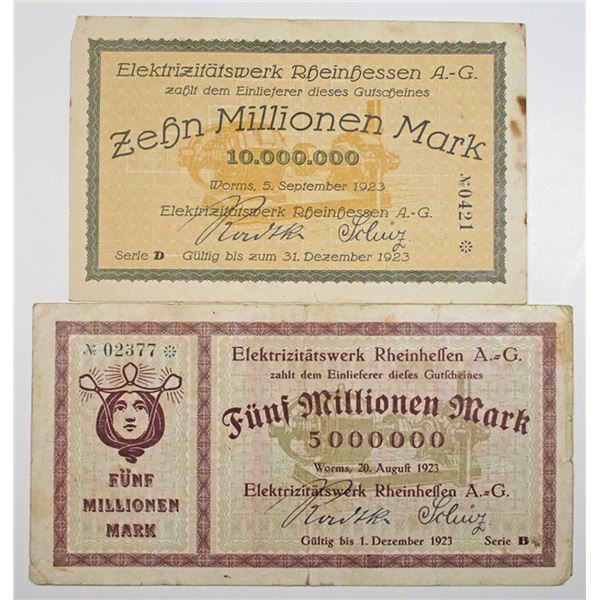 Elektrizitätswerk Rheinhessen A.-G.
zahlt dem Einlieferer dieses Gutscheines
Zehn Millionen Mark
10.000.000
Worms, 5. September 1923
№ 0421 *
Elektrizitätswerk Rheinhessen A.-G.
Serie D Gültig bis zum 31. Dezember 1923
№ 02377 *
FÜNF
MILLIONEN
MARK
Elektrizitätswerk Rheinheſſen A.=G.
zahlt dem Einlieferer dieſes Gutſcheines
Fünf Millionen Mark
5000000
Worms, 20. Auguſt 1923
Elektrizitätswerk Rheinheſſen A.=G.
Gültig bis 1. Dezember 1923 Serie B